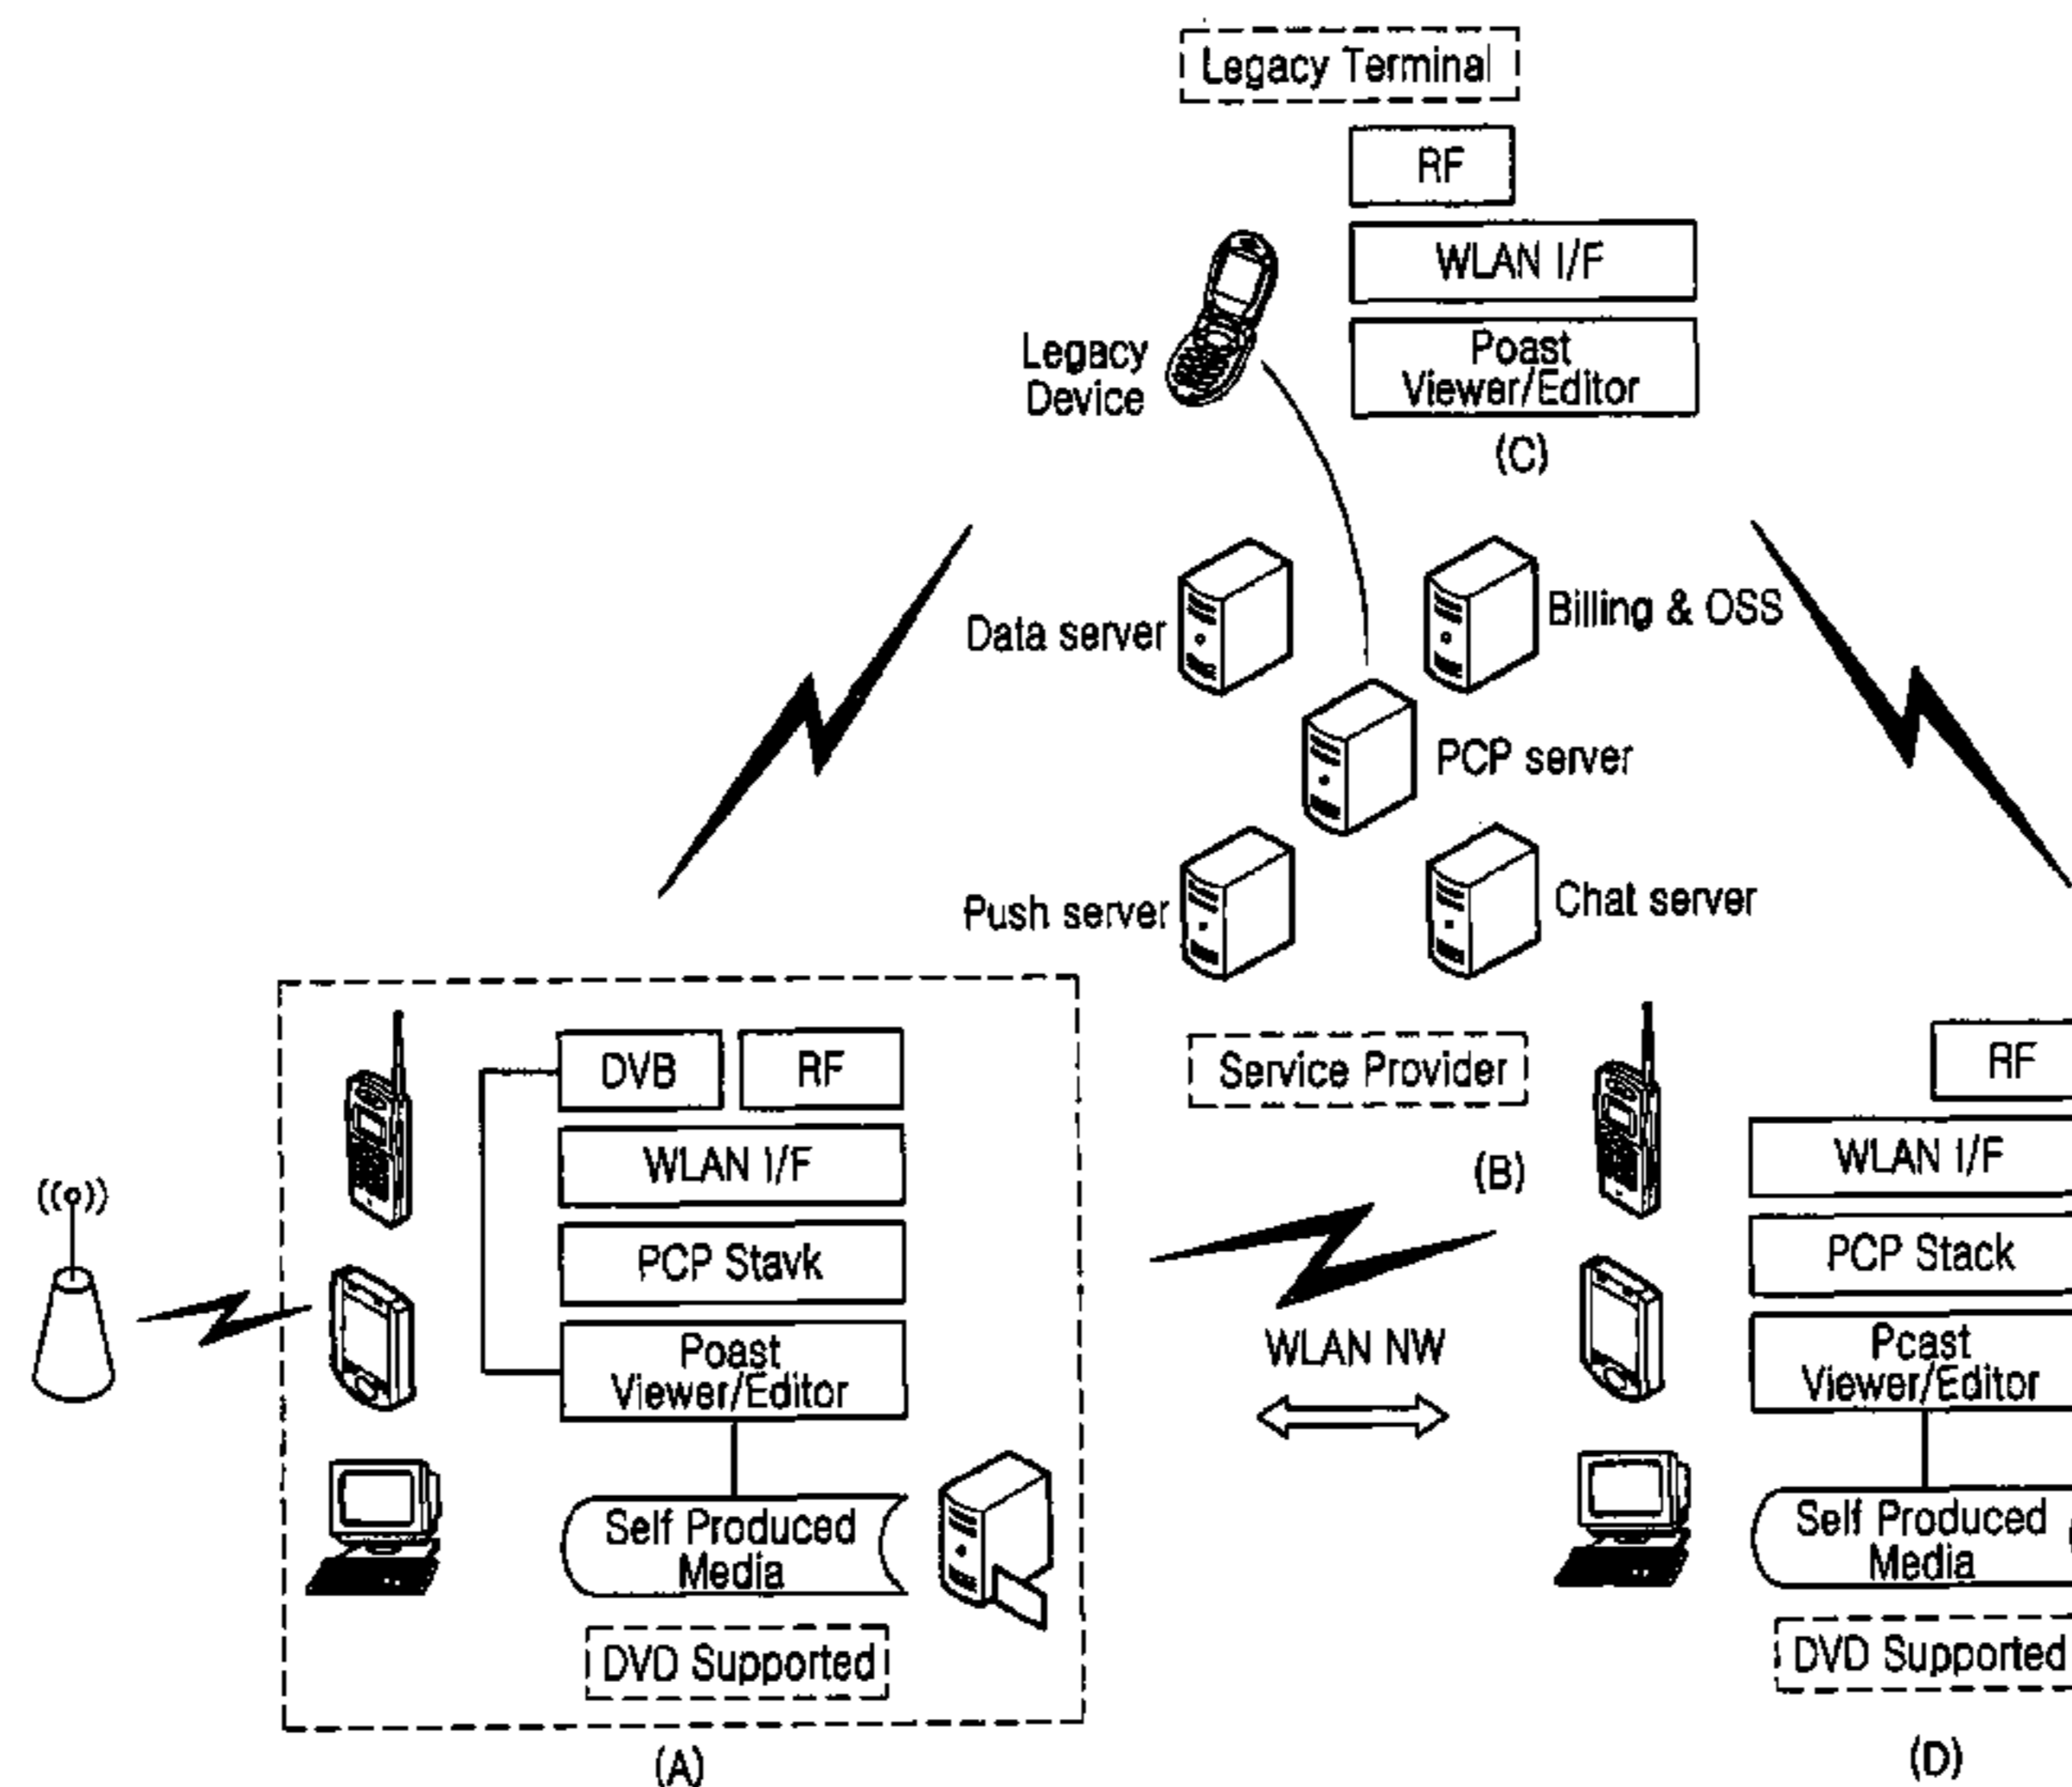 Legacy Terminal
RF
WLAN I/F
Poast
Viewer/Editor
(C)
Legacy
Device
Data server
Billing & OSS
PCP server
Push server
Chat server
Service Provider
(B)
DVB
RF
WLAN I/F
PCP Stavk
Poast
Viewer/Editor
Self Produced
Media
DVD Supported
(A)
WLAN NW
RF
WLAN I/F
PCP Stack
Pcast
Viewer/Editor
Self Produced
Media
DVD Supported
(D)